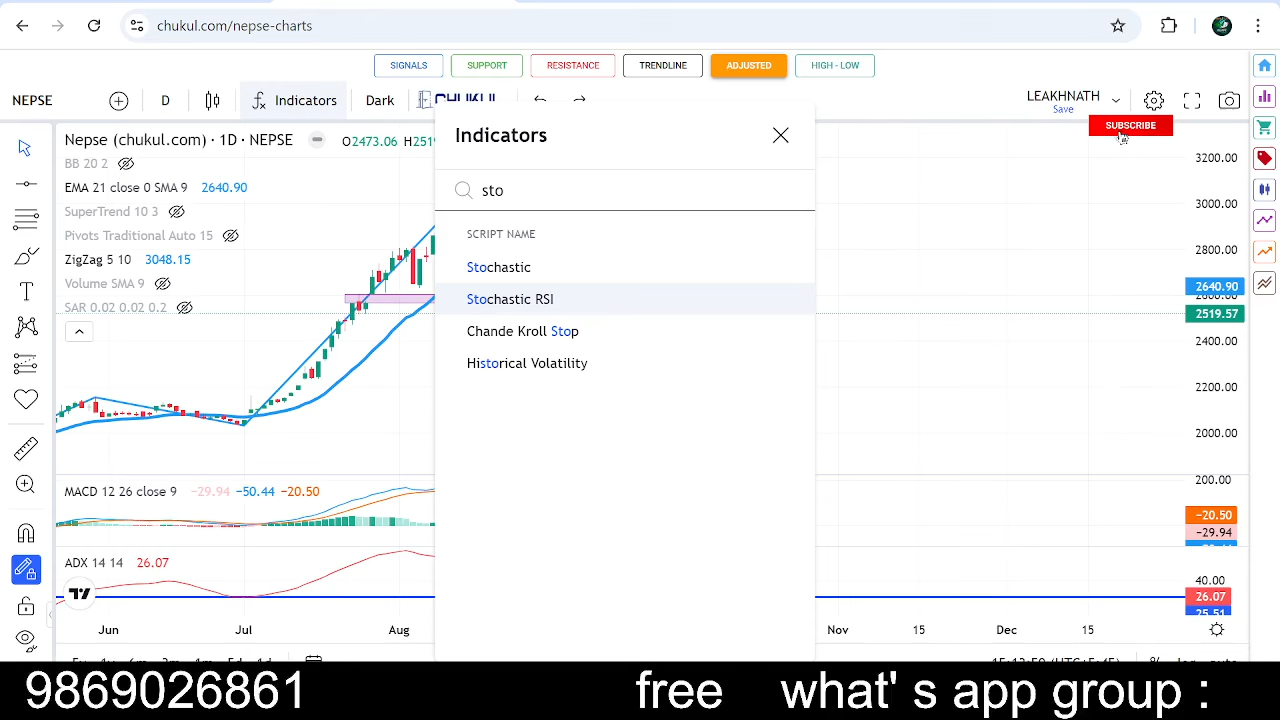 chukul.com/nepse-charts
SIGNALS SUPPORT RESISTANCE TRENDLINE ADJUSTED HIGH - LOW
NEPSE D Indicators Dark CHUKUL LEAKHNATH
Save
SUBSCRIBE
Indicators
sto
SCRIPT NAME
Stochastic
Stochastic RSI
Chande Kroll Stop
Historical Volatility
Nepse (chukul.com) · 1D · NEPSE O2473.06
BB 20 2
EMA 21 close 0 SMA 9 2640.90
SuperTrend 10 3
Pivots Traditional Auto 15
ZigZag 5 10 3048.15
Volume SMA 9
SAR 0.02 0.02 0.2
3200.00
3000.00
2800.00
2640.90
2600.00
2519.57
2400.00
2200.00
2000.00
MACD 12 26 close 9 −29.94 −50.44 −20.50
200.00
−20.50
−29.94
ADX 14 14 26.07
40.00
26.07
25.51
Jun Jul Aug Nov 15 Dec 15
9869026861 free what' s app group :